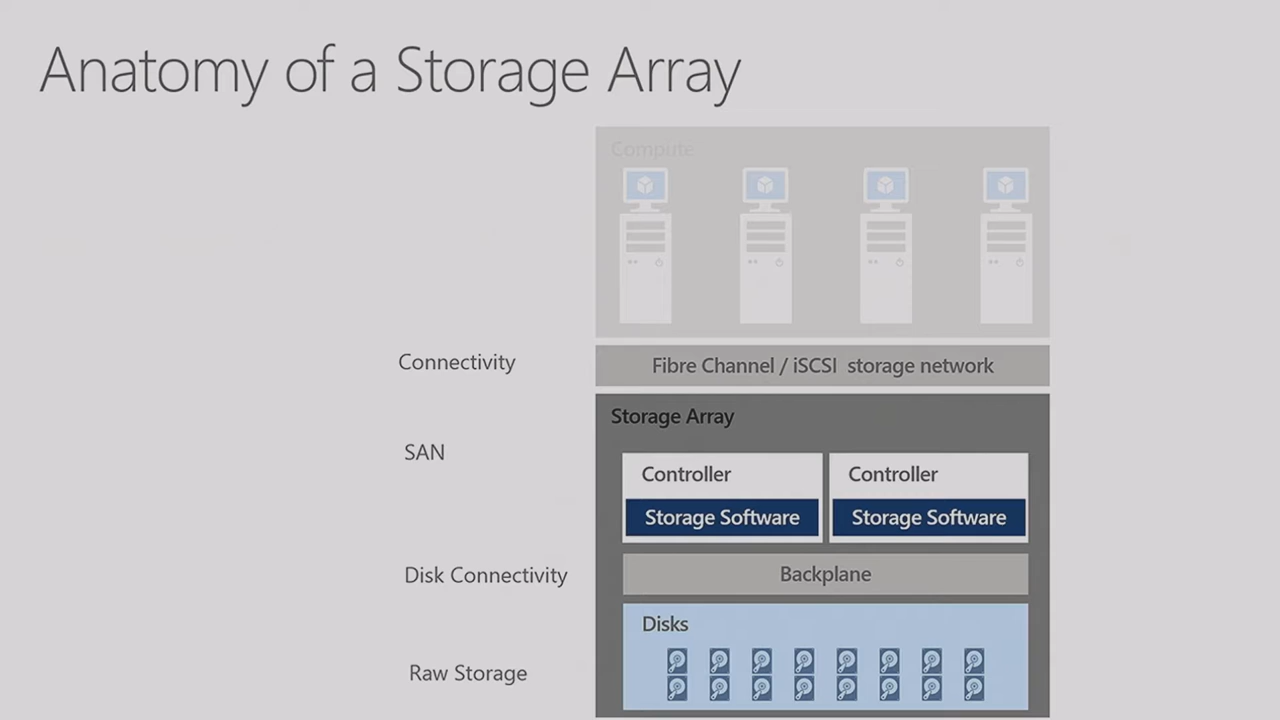 Anatomy of a Storage Array
Compute
Connectivity
Fibre Channel / iSCSI storage network
Storage Array
SAN
Controller
Controller
Storage Software
Storage Software
Disk Connectivity
Backplane
Disks
Raw Storage